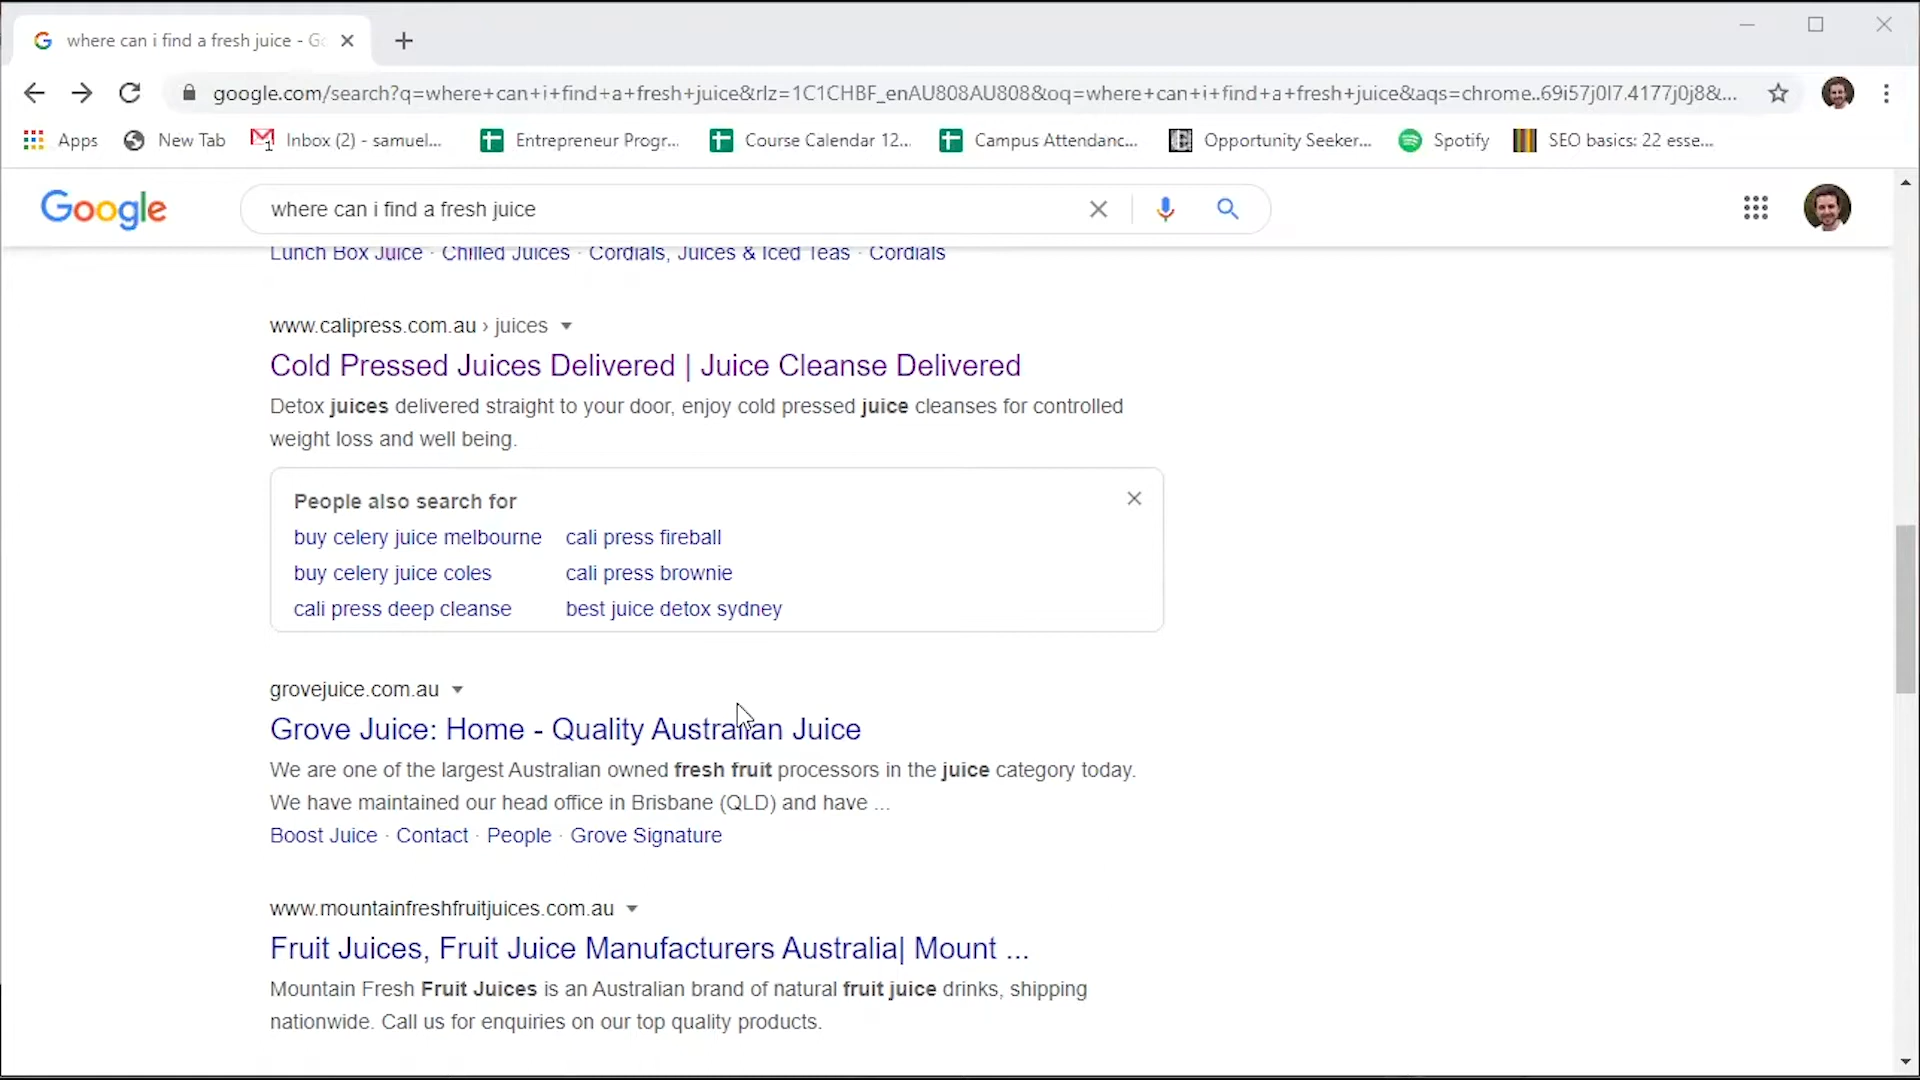 where can i find a fresh juice - Go
google.com/search?q=where+can+i+find+a+fresh+juice&rlz=1C1CHBF_enAU808AU808&oq=where+can+i+find+a+fresh+juice&aqs=chrome..69i57j0l7.4177j0j8&...
Apps New Tab Inbox (2) - samuel... Entrepreneur Progr... Course Calendar 12... Campus Attendanc... Opportunity Seeker... Spotify SEO basics: 22 esse...
Google where can i find a fresh juice
Lunch Box Juice · Chilled Juices · Cordials, Juices & Iced Teas · Cordials
www.calipress.com.au › juices
Cold Pressed Juices Delivered | Juice Cleanse Delivered
Detox juices delivered straight to your door, enjoy cold pressed juice cleanses for controlled
weight loss and well being.
People also search for
buy celery juice melbourne cali press fireball
buy celery juice coles cali press brownie
cali press deep cleanse best juice detox sydney
grovejuice.com.au
Grove Juice: Home - Quality Australian Juice
We are one of the largest Australian owned fresh fruit processors in the juice category today.
We have maintained our head office in Brisbane (QLD) and have ...
Boost Juice · Contact · People · Grove Signature
www.mountainfreshfruitjuices.com.au
Fruit Juices, Fruit Juice Manufacturers Australia| Mount ...
Mountain Fresh Fruit Juices is an Australian brand of natural fruit juice drinks, shipping
nationwide. Call us for enquiries on our top quality products.